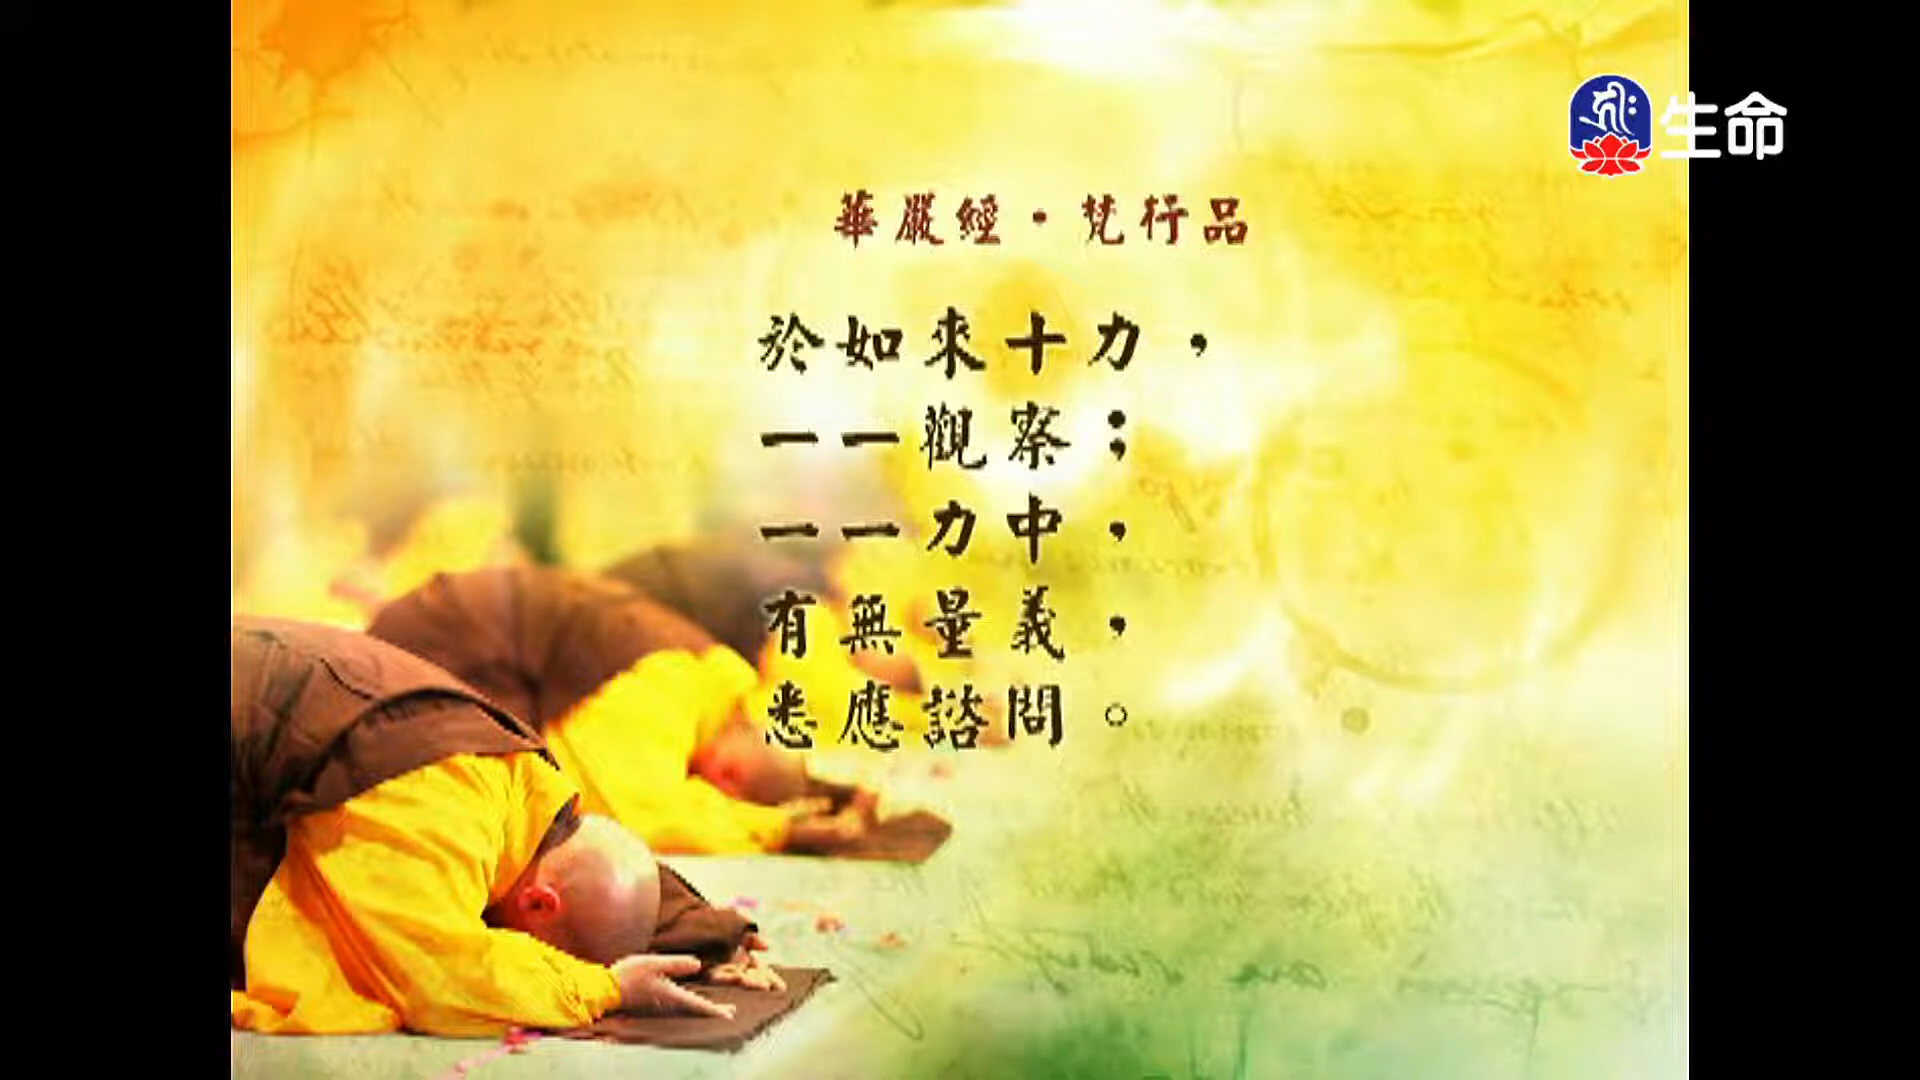 生命
華嚴經·梵行品
於如來十力，
一一觀察；
一一力中，
有無量義，
悉應諮問。